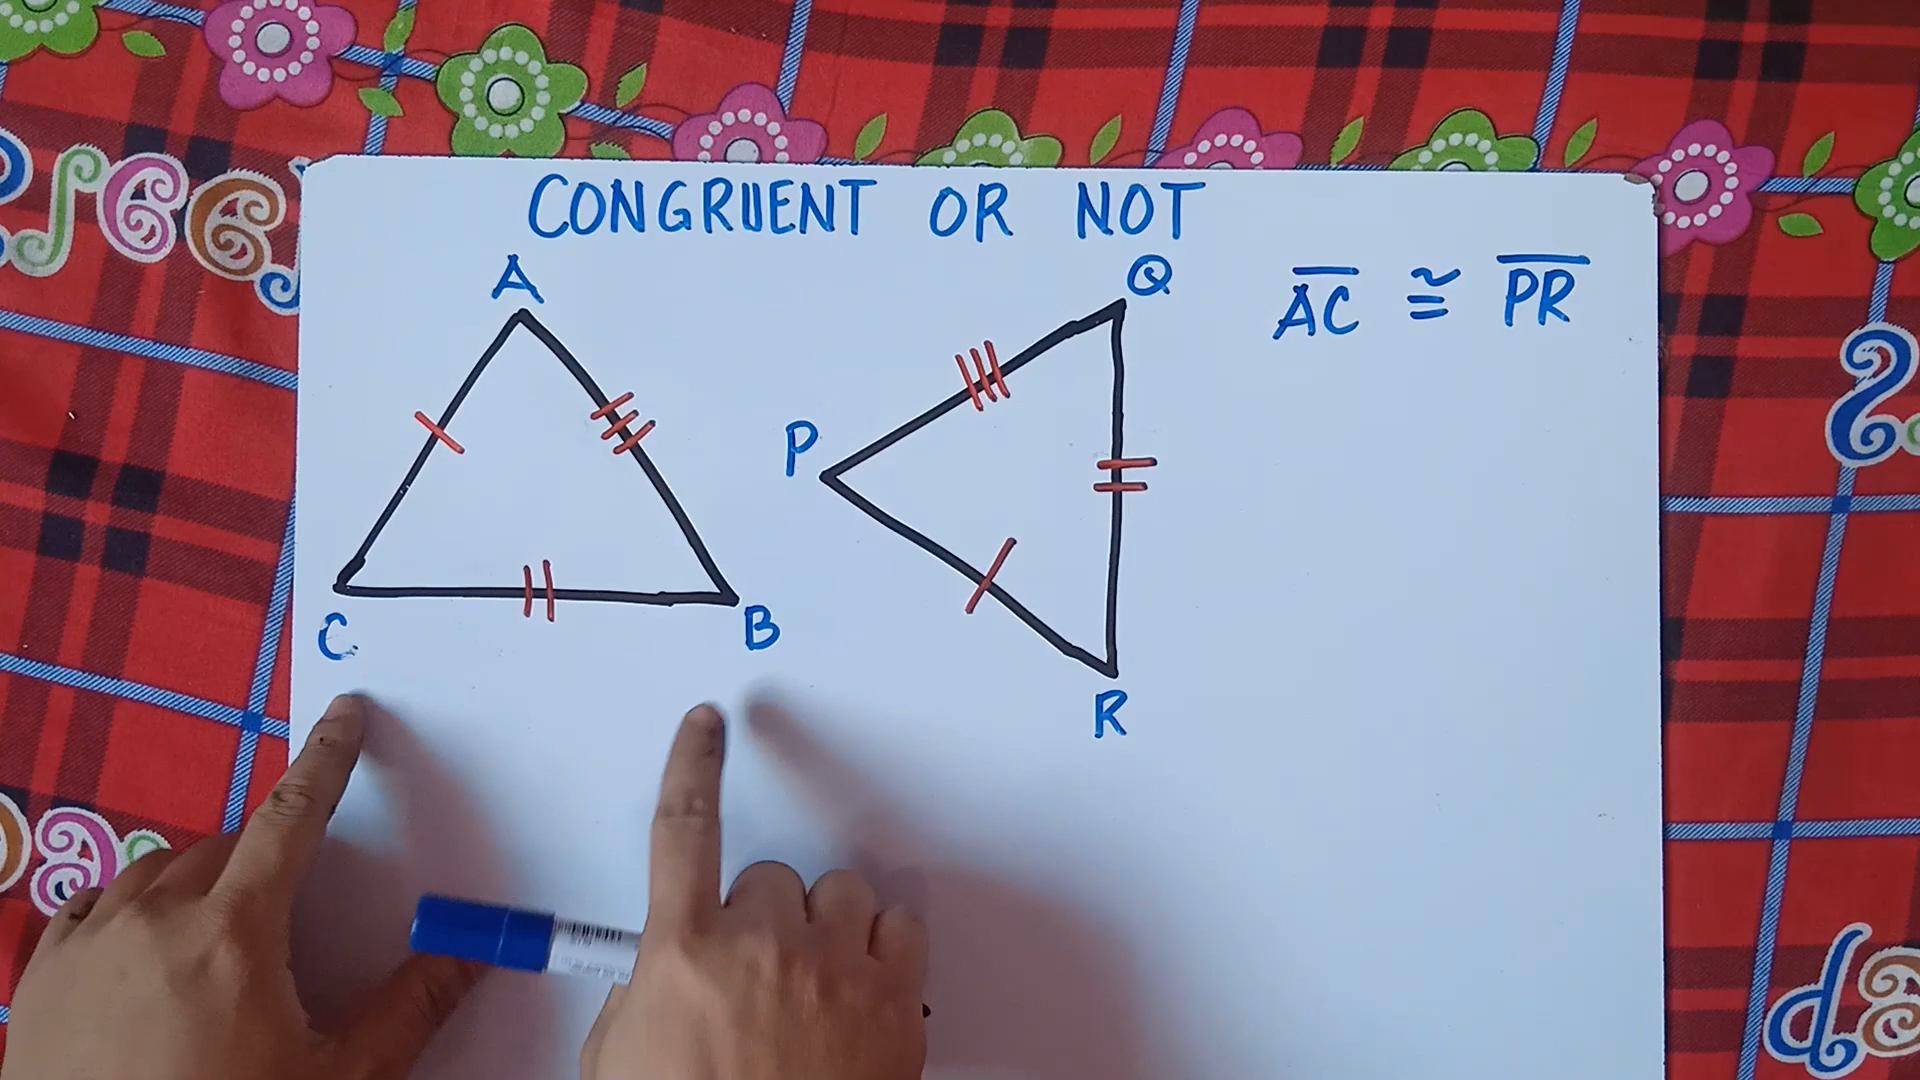 CONGRUENT OR NOT
A
Q
AC ≅ PR
P
C
B
R